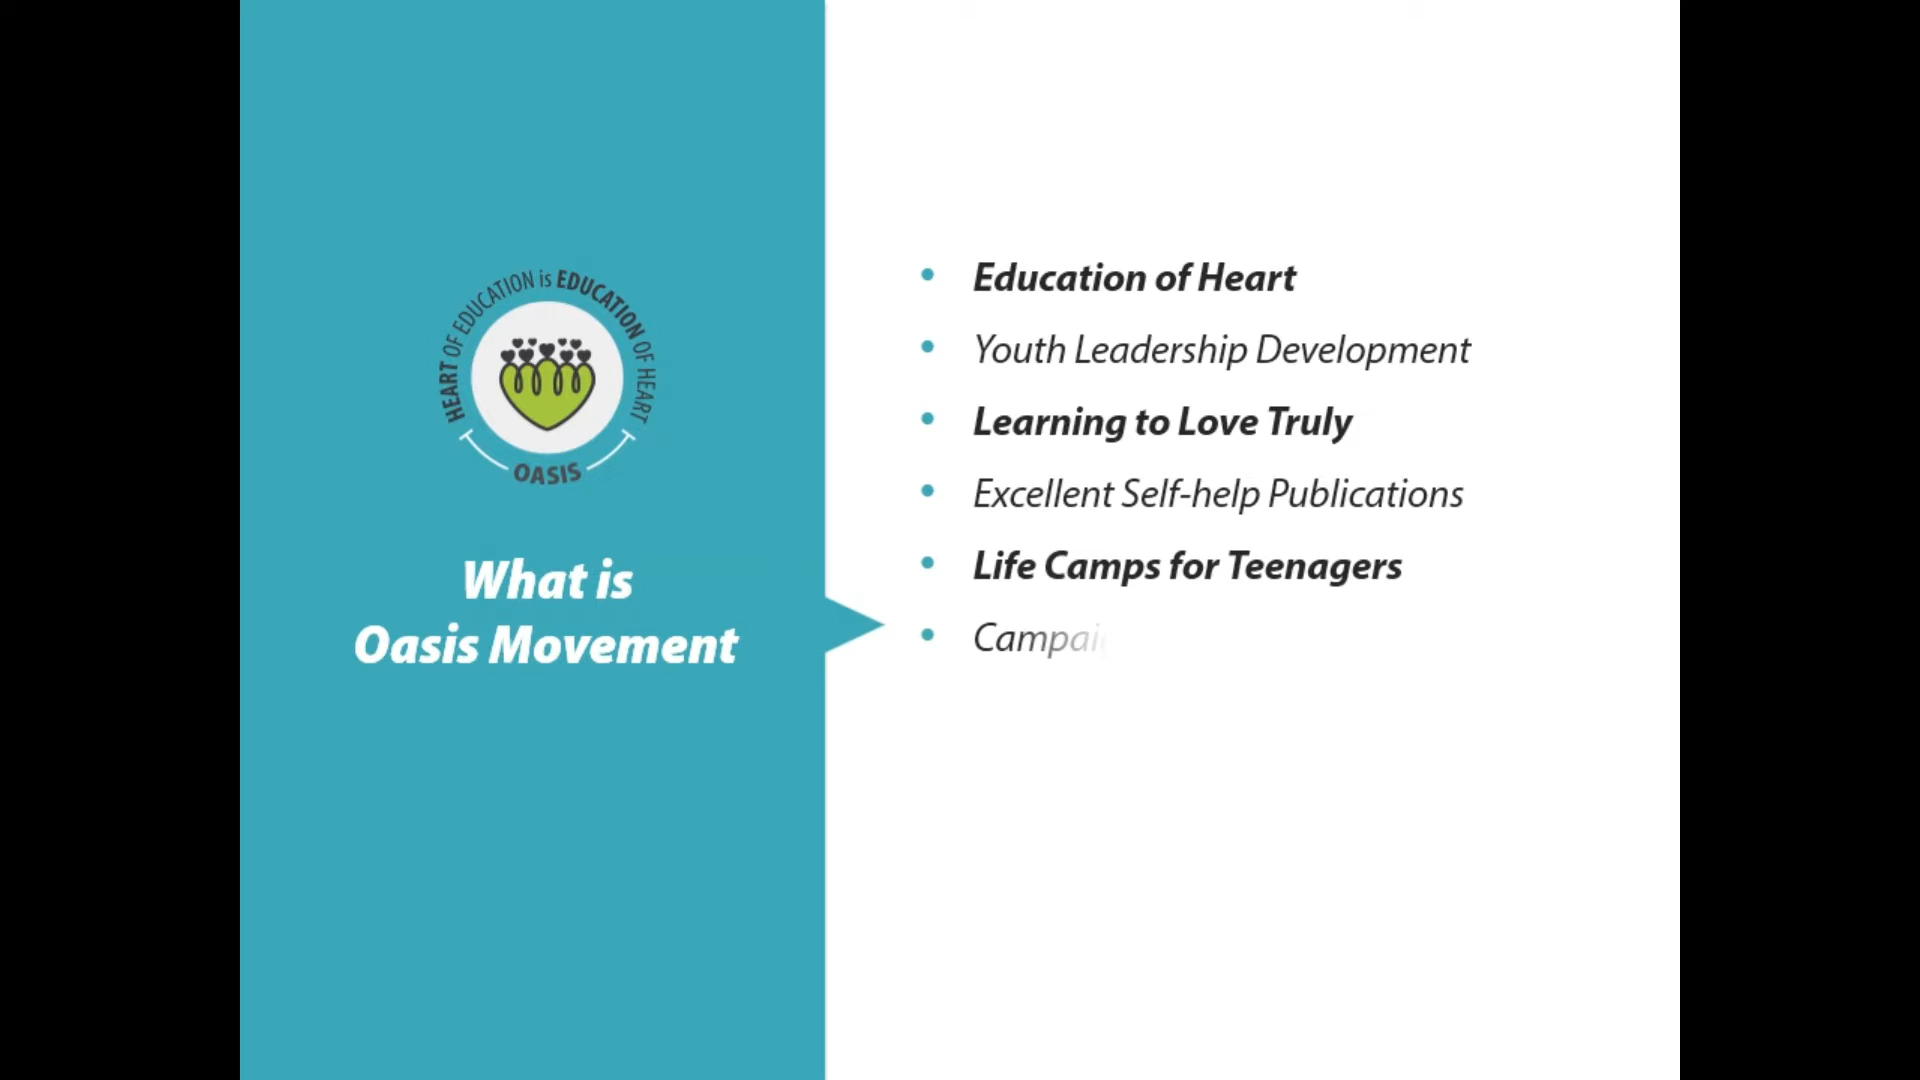 HEART OF EDUCATION is EDUCATION OF HEART
OASIS
What is
Oasis Movement
Education of Heart
Youth Leadership Development
Learning to Love Truly
Excellent Self-help Publications
Life Camps for Teenagers